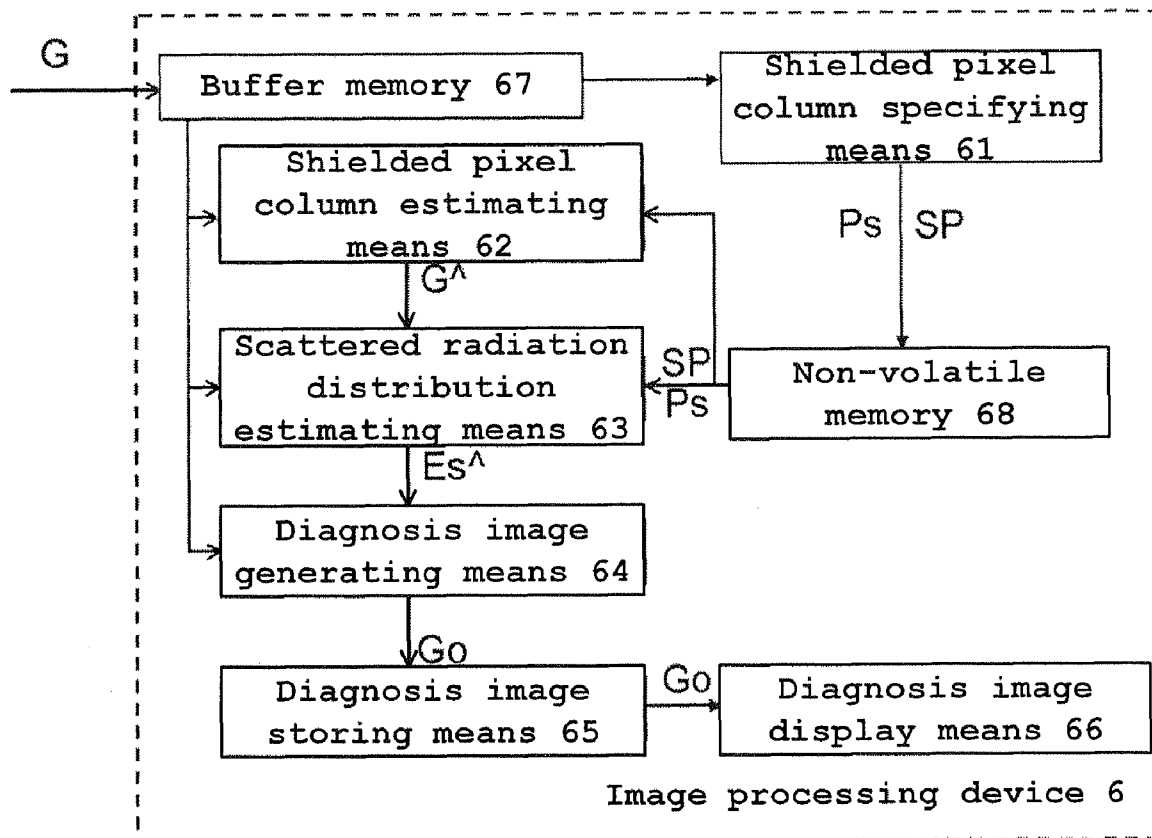 G
Buffer memory 67
Shielded pixel
column specifying
means 61
Shielded pixel
column estimating
means 62
Ps SP
G^
Scattered radiation
distribution
estimating means 63
SP
Ps
Non-volatile
memory 68
Es^
Diagnosis image
generating means 64
Go
Diagnosis image
storing means 65
Go
Diagnosis image
display means 66
Image processing device 6